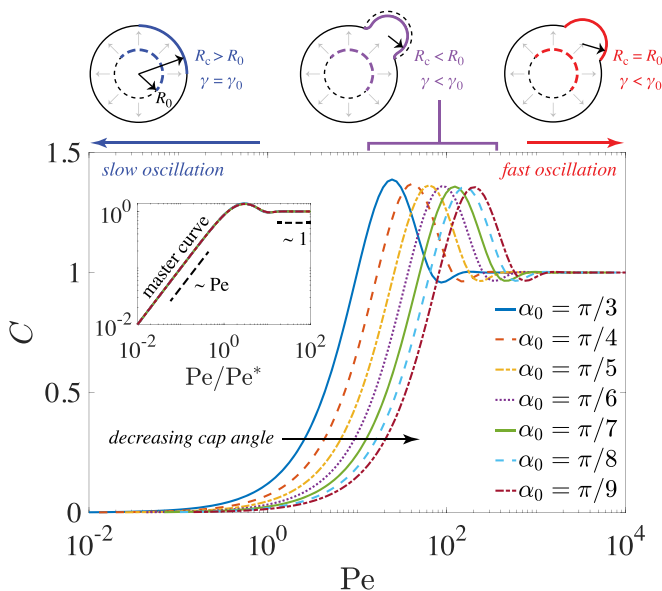 R_c > R_0
γ = γ_0
R_0
R_c < R_0
γ < γ_0
R_c = R_0
γ < γ_0
slow oscillation
fast oscillation
1.5
1
0.5
0
C
10^0
10^-2
master curve
~ Pe
~ 1
10^-2
10^0
10^2
Pe/Pe*
decreasing cap angle
α_0 = π/3
α_0 = π/4
α_0 = π/5
α_0 = π/6
α_0 = π/7
α_0 = π/8
α_0 = π/9
10^-2
10^0
10^2
10^4
Pe